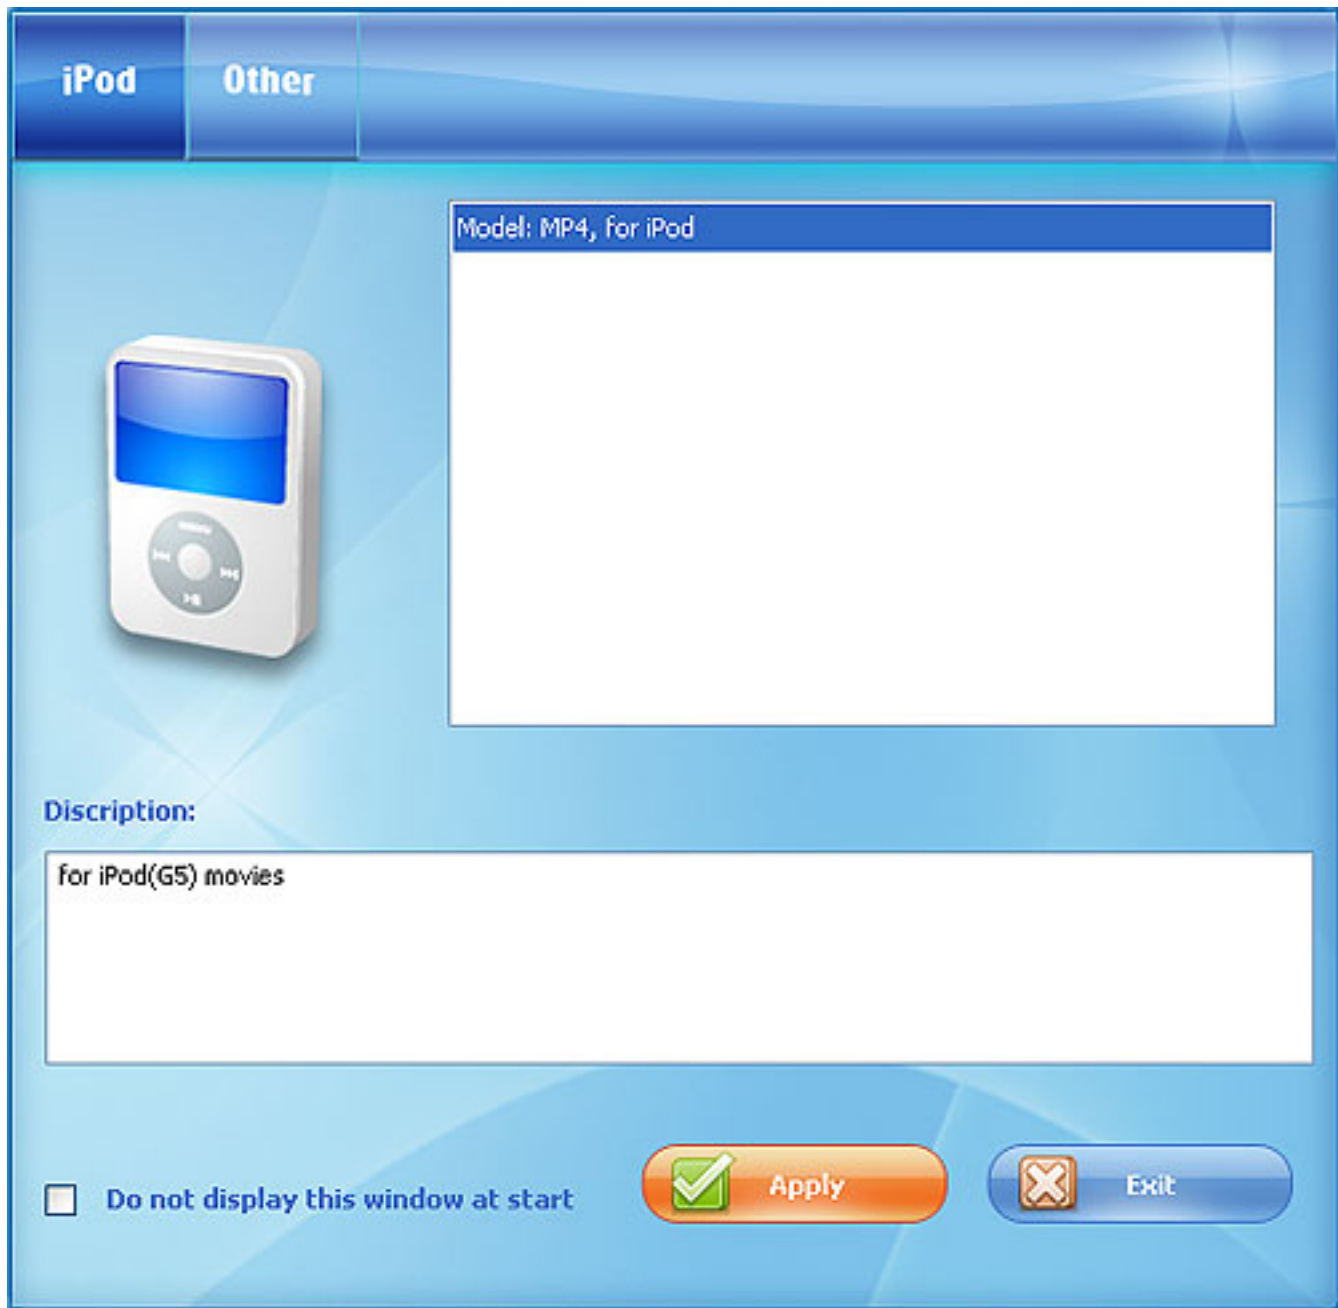 iPod
Other
Model: MP4, for iPod
Discription:
for iPod(G5) movies
Do not display this window at start
Apply
Exit